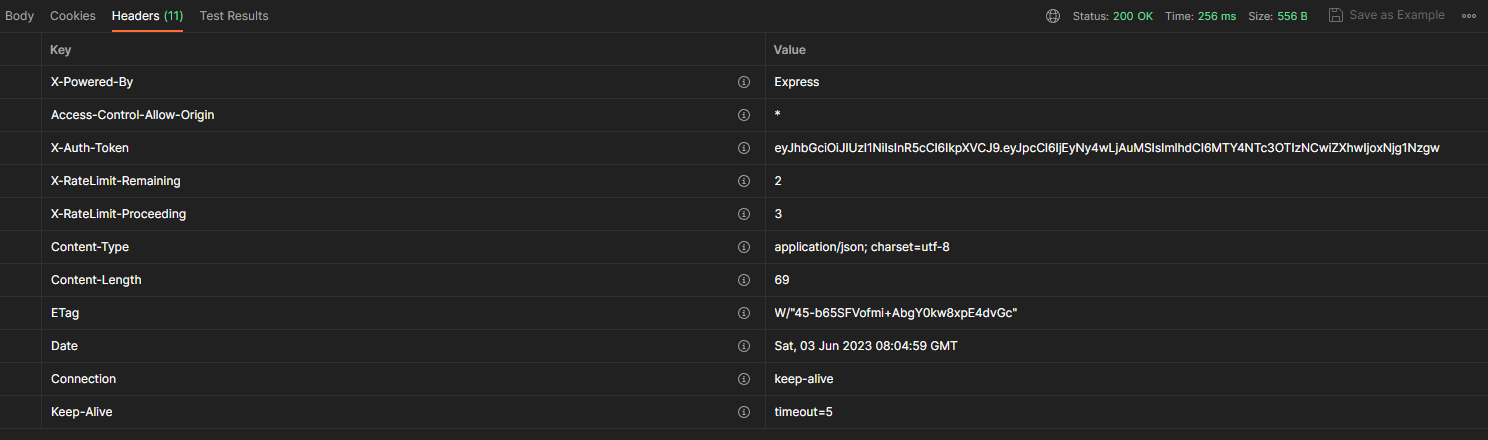 Body Cookies Headers (11) Test Results Status: 200 OK Time: 256 ms Size: 556 B Save as Example
Key Value
X-Powered-By Express
Access-Control-Allow-Origin *
X-Auth-Token eyJhbGciOiJIUzI1NiIsInR5cCI6IkpXVCJ9.eyJpcCI6IjEyNy4wLjAuMSIsImlhdCI6MTY4NTc3OTIzNCwiZXhwIjoxNjg1Nzgw
X-RateLimit-Remaining 2
X-RateLimit-Proceeding 3
Content-Type application/json; charset=utf-8
Content-Length 69
ETag W/"45-b65SFVofmi+AbgY0kw8xpE4dvGc"
Date Sat, 03 Jun 2023 08:04:59 GMT
Connection keep-alive
Keep-Alive timeout=5